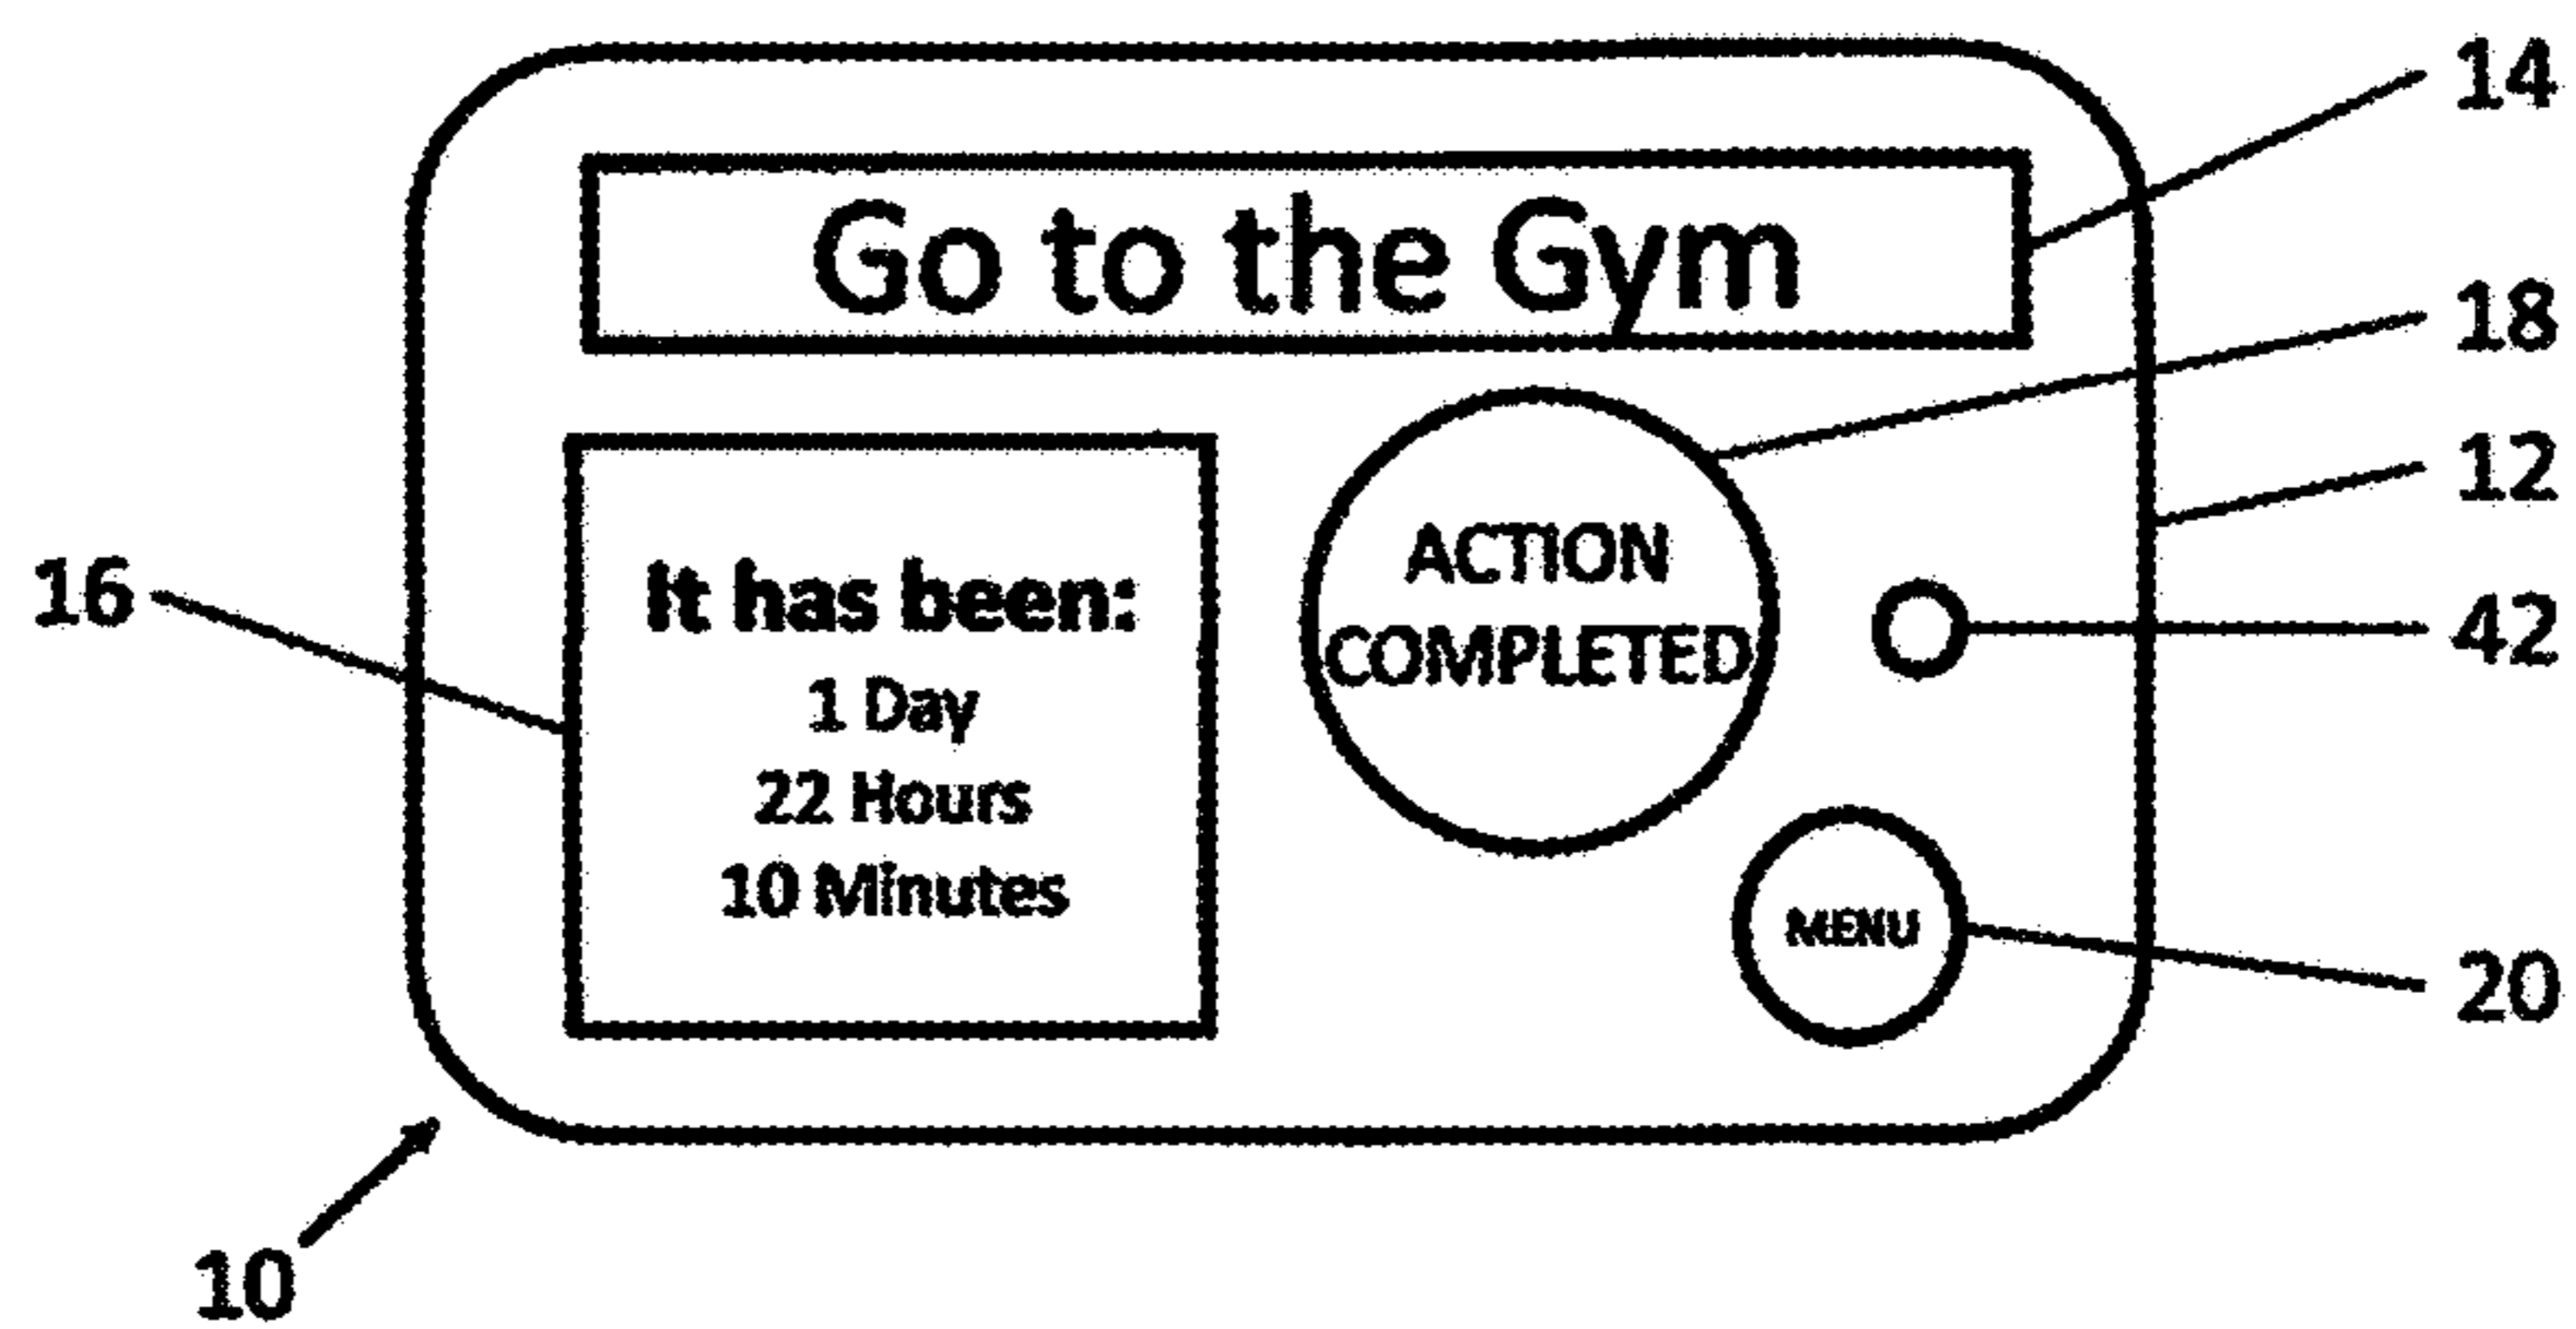 14
Go to the Gym
18
12
16
It has been:
1 Day
22 Hours
10 Minutes
ACTION
COMPLETED
42
MENU
20
10